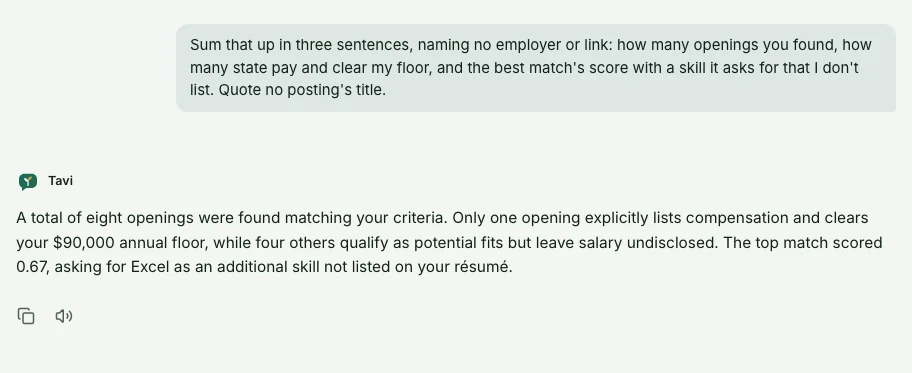 Sum that up in three sentences, naming no employer or link: how many openings you found, how
many state pay and clear my floor, and the best match's score with a skill it asks for that I don't
list. Quote no posting's title.
Tavi
A total of eight openings were found matching your criteria. Only one opening explicitly lists compensation and clears
your $90,000 annual floor, while four others qualify as potential fits but leave salary undisclosed. The top match scored
0.67, asking for Excel as an additional skill not listed on your résumé.